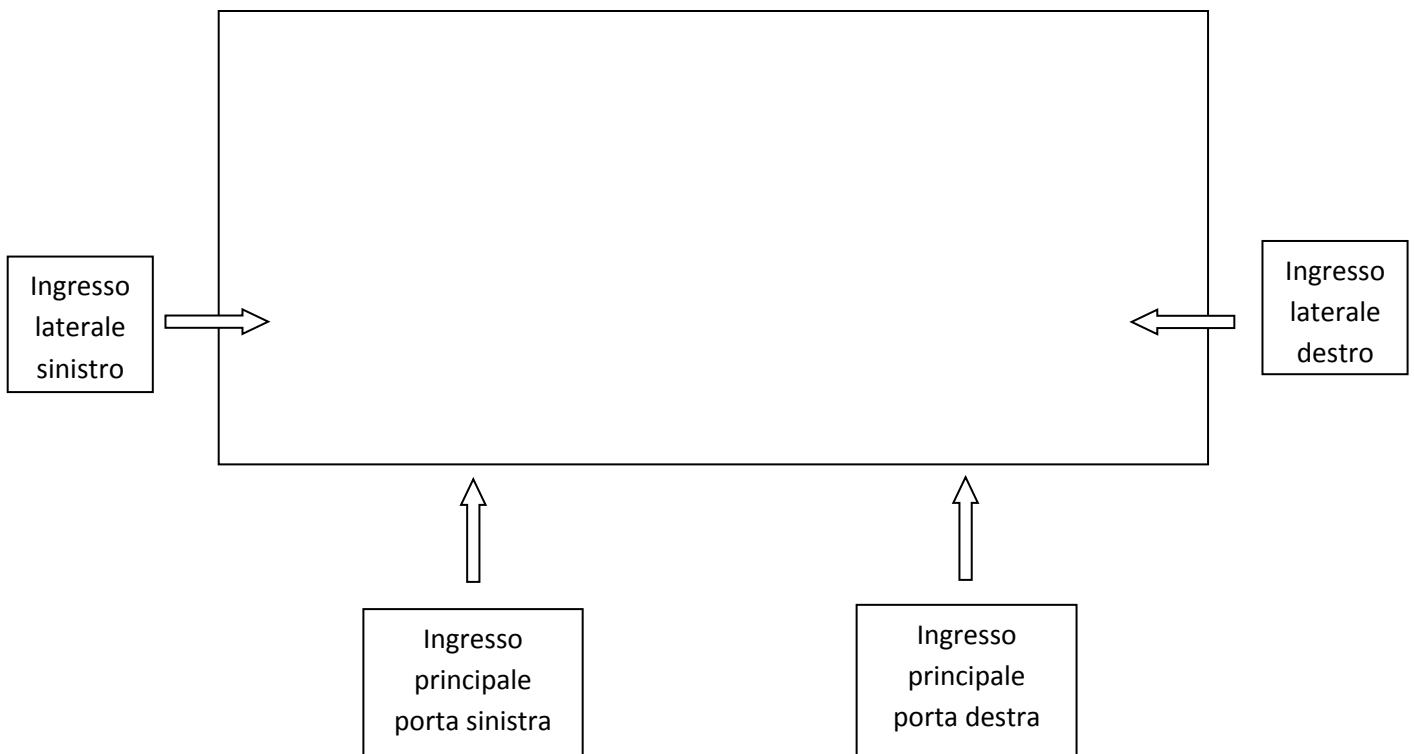 Ingresso
laterale
sinistro
Ingresso
laterale
destro
Ingresso
principale
porta sinistra
Ingresso
principale
porta destra